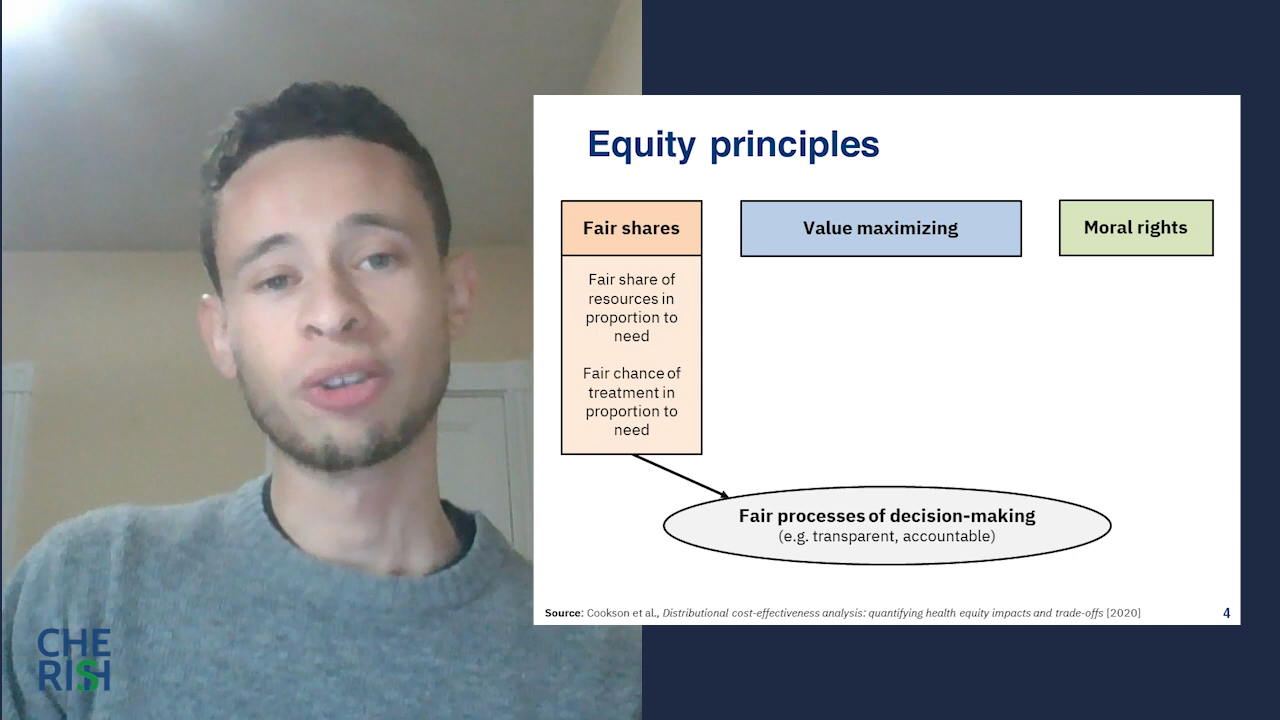 Equity principles
Fair shares
Value maximizing
Moral rights
Fair share of
resources in
proportion to
need
Fair chance of
treatment in
proportion to
need
Fair processes of decision-making
(e.g. transparent, accountable)
Source: Cookson et al., Distributional cost-effectiveness analysis: quantifying health equity impacts and trade-offs [2020]
4
CHE
RISH